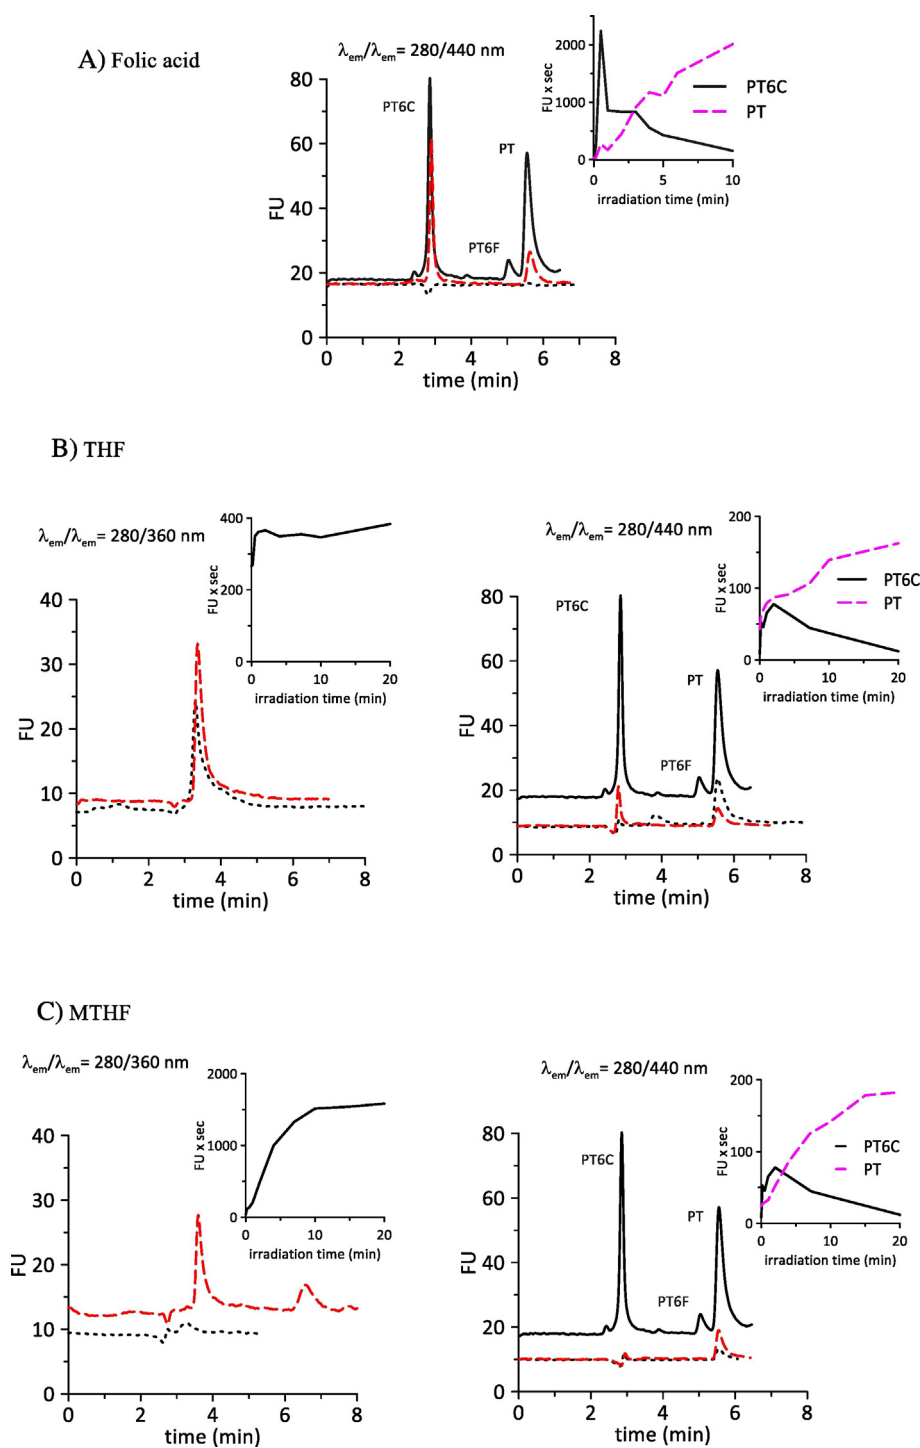 A) Folic acid
λem/λem= 280/440 nm
FU
80
60
40
20
0
0 2 4 6 8
time (min)
PT6C
PT6F
PT
FU x sec
2000
1000
0
0 5 10
irradiation time (min)
PT6C
PT
B) THF
λem/λem= 280/360 nm
FU
40
30
20
10
0
0 2 4 6 8
time (min)
FU x sec
400
200
0
0 10 20
irradiation time (min)
λem/λem= 280/440 nm
FU
80
60
40
20
0
0 2 4 6 8
time (min)
PT6C
PT6F
PT
FU x sec
200
100
0
0 10 20
irradiation time (min)
PT6C
PT
C) MTHF
λem/λem= 280/360 nm
FU
40
30
20
10
0
0 2 4 6 8
time (min)
FU x sec
2000
1000
0
0 10 20
irradiation time (min)
λem/λem= 280/440 nm
FU
80
60
40
20
0
0 2 4 6 8
time (min)
PT6C
PT6F
PT
FU x sec
200
100
0
0 10 20
irradiation time (min)
PT6C
PT